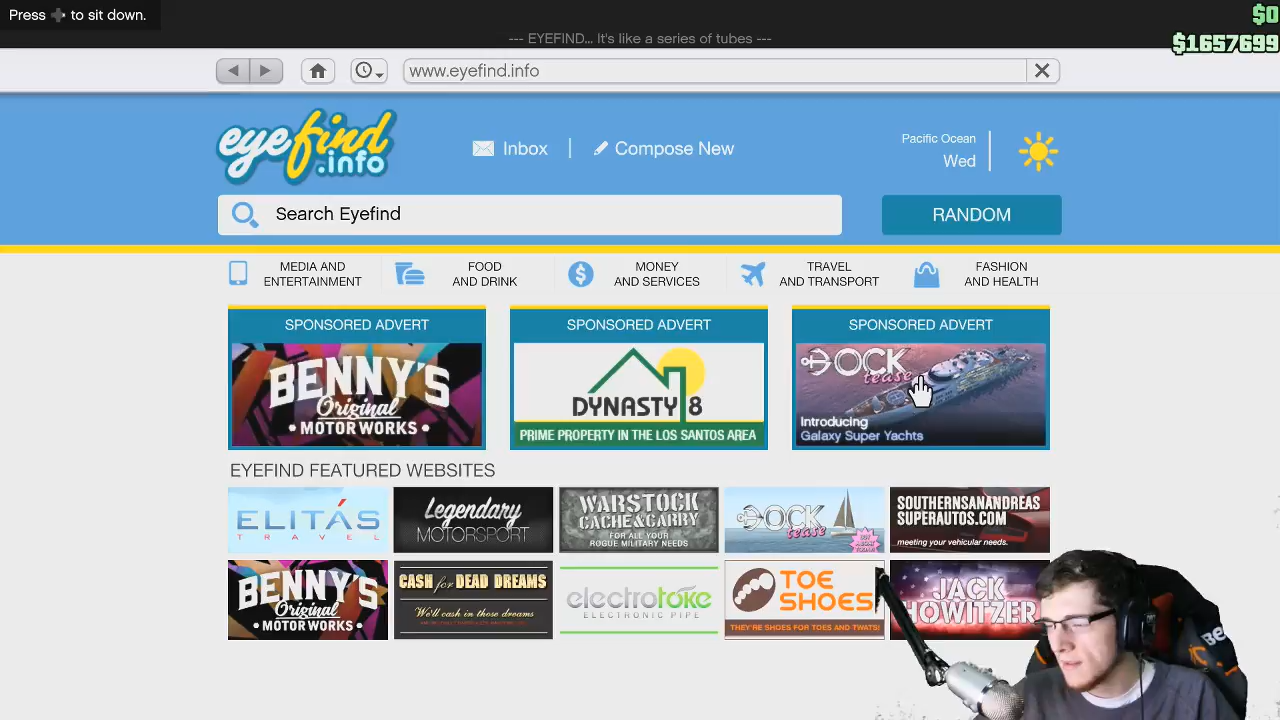 Press to sit down.
$0
--- EYEFIND... It's like a series of tubes ---
$1657699
www.eyefind.info
eyefind
.info
Inbox
Compose New
Pacific Ocean
Wed
Search Eyefind
RANDOM
MEDIA AND
ENTERTAINMENT
FOOD
AND DRINK
MONEY
AND SERVICES
TRAVEL
AND TRANSPORT
FASHION
AND HEALTH
SPONSORED ADVERT
BENNY'S
Original
• MOTOR WORKS •
SPONSORED ADVERT
DYNASTY 8
PRIME PROPERTY IN THE LOS SANTOS AREA
SPONSORED ADVERT
DOCK
tease
Introducing
Galaxy Super Yachts
EYEFIND FEATURED WEBSITES
ELITÁS
TRAVEL
Legendary
MOTORSPORT
WARSTOCK
CACHE & CARRY
FOR ALL YOUR
ROGUE MILITARY NEEDS
DOCK
tease
SOUTHERNSANANDREAS
SUPERAUTOS.COM
meeting your vehicular needs.
BENNY'S
Original
• MOTOR WORKS •
CASH for DEAD DREAMS
We'll cash in those dreams
electrotoke
ELECTRONIC PIPE
TOE
SHOES
THEY'RE SHOES FOR TOES AND TWATS!
JACK
HOWITZER